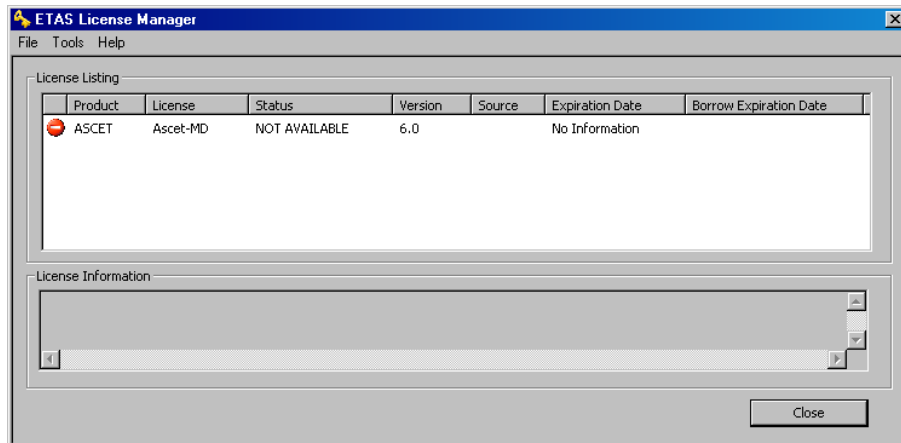 ETAS License Manager
File Tools Help
License Listing
Product License Status Version Source Expiration Date Borrow Expiration Date
ASCET Ascet-MD NOT AVAILABLE 6.0 No Information
License Information
Close